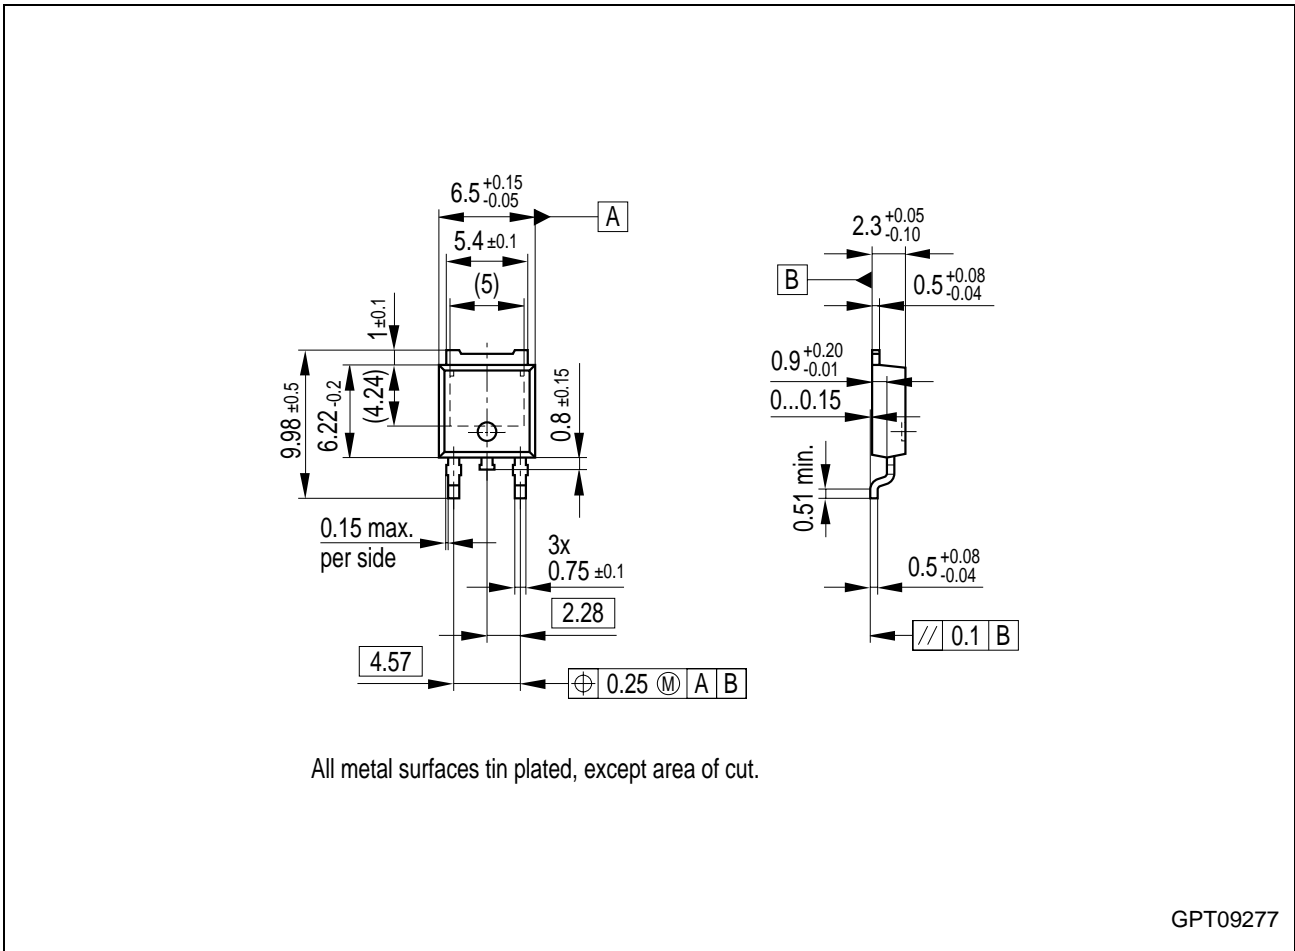 6.5 +0.15 -0.05
A
5.4 ±0.1
(5)
1 ±0.1
9.98 ±0.5
6.22 -0.2
(4.24)
0.8 ±0.15
0.15 max.
per side
3x
0.75 ±0.1
2.28
4.57
⌖ 0.25 Ⓜ A B
2.3 +0.05 -0.10
B
0.5 +0.08 -0.04
0.9 +0.20 -0.01
0...0.15
0.51 min.
0.5 +0.08 -0.04
// 0.1 B
All metal surfaces tin plated, except area of cut.
GPT09277